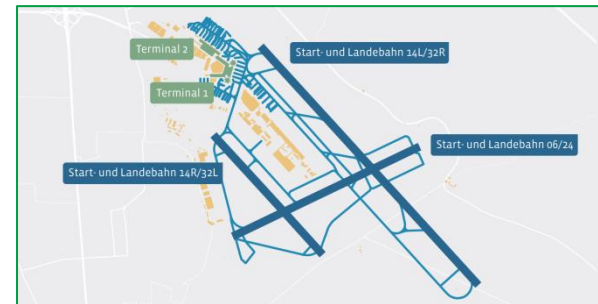 Terminal 2
Start- und Landebahn 14L/32R
Terminal 1
Start- und Landebahn 06/24
Start- und Landebahn 14R/32L